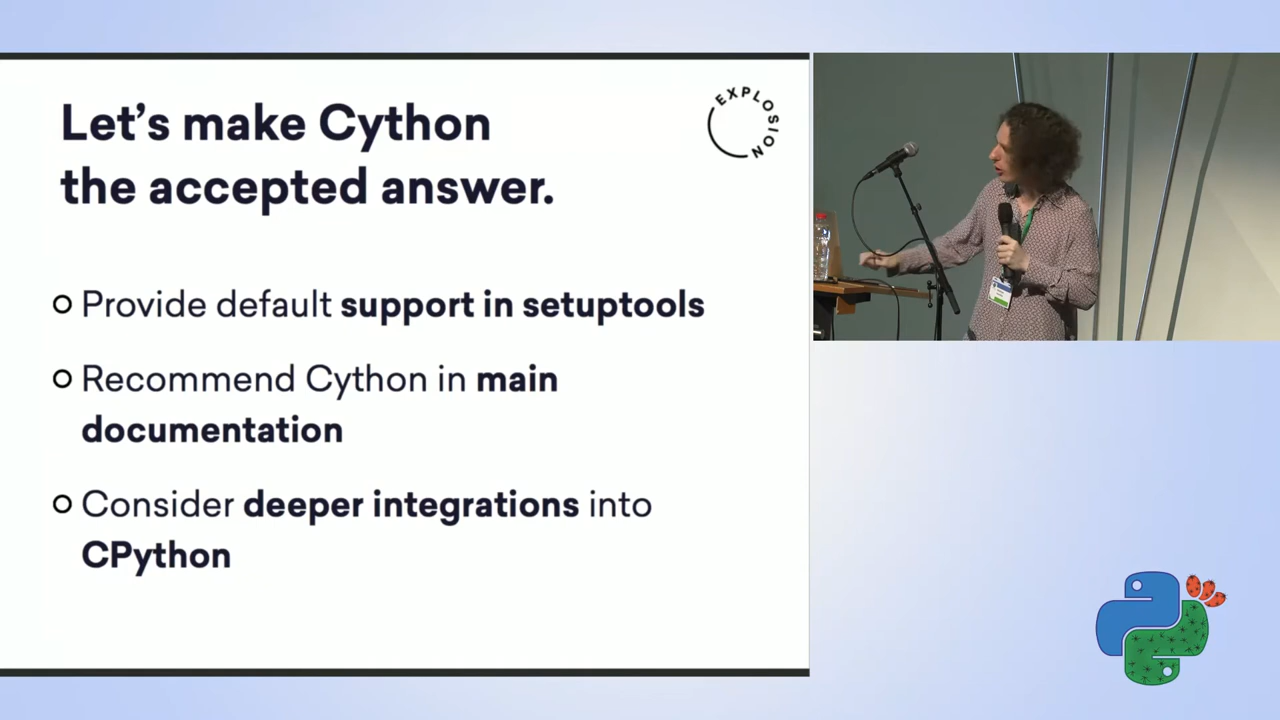 Let's make Cython
the accepted answer.
EXPLOSION
Provide default support in setuptools
Recommend Cython in main
documentation
Consider deeper integrations into
CPython